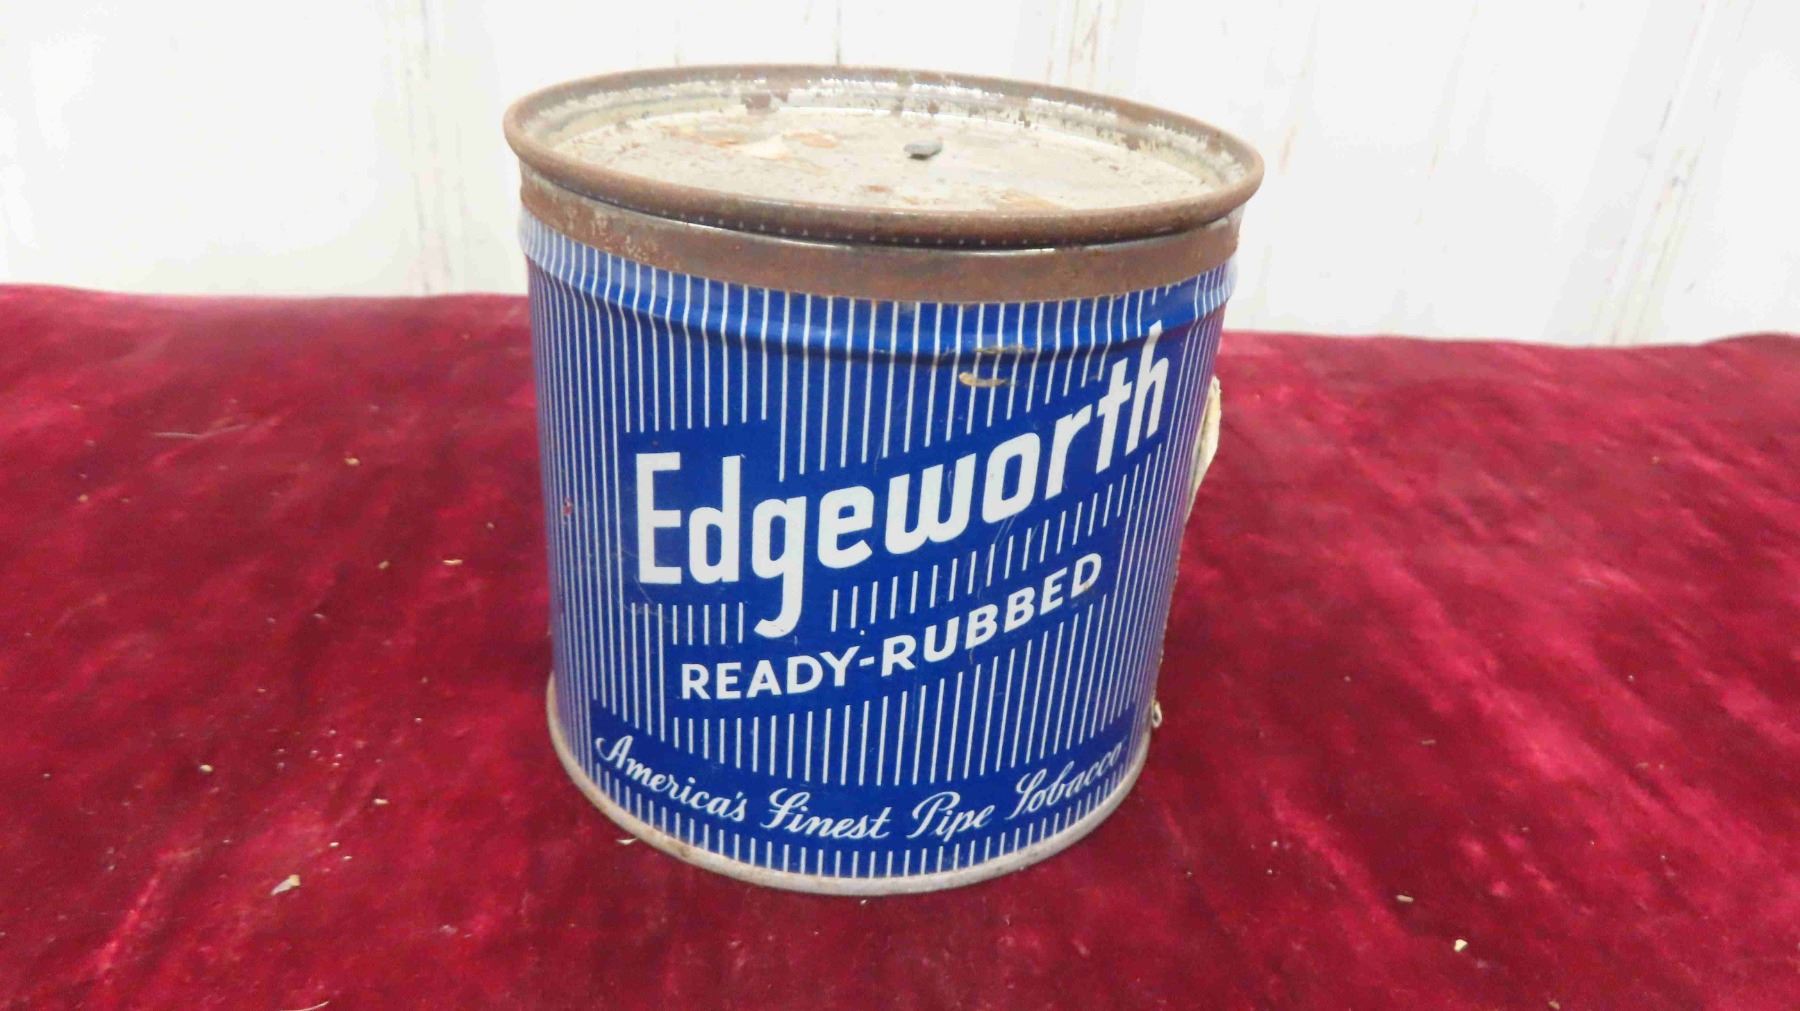 Edgeworth
READY-RUBBED
America's Finest Pipe Tobacco